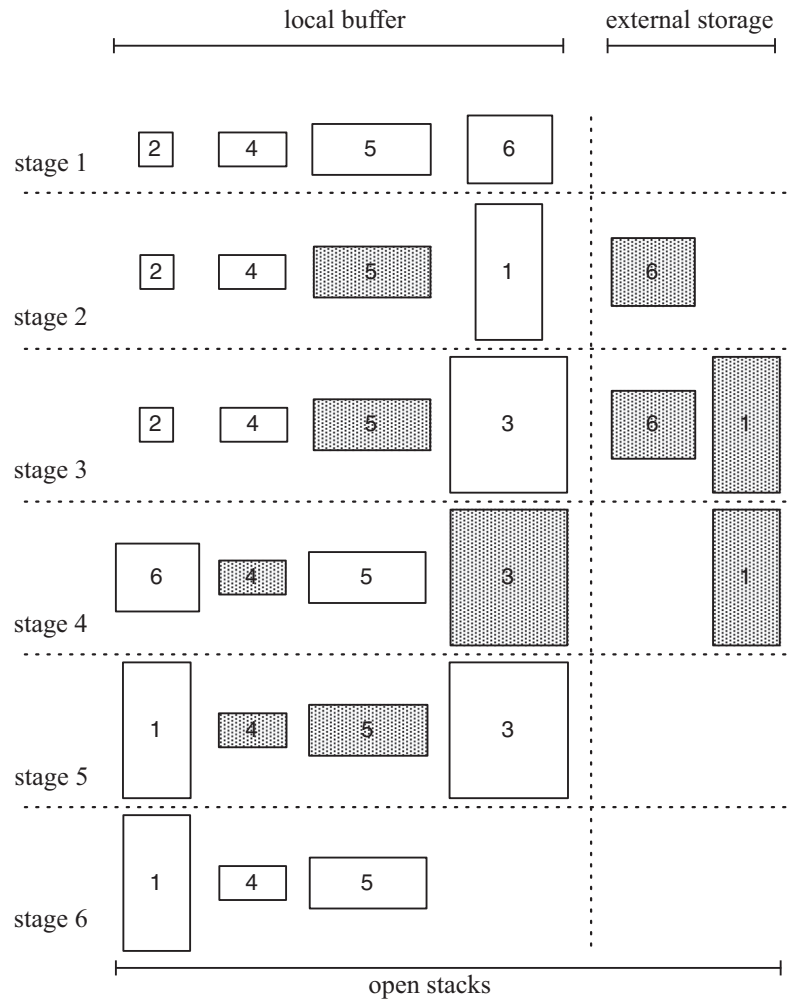 local buffer external storage
stage 1 2 4 5 6
stage 2 2 4 5 1 6
stage 3 2 4 5 3 6 1
stage 4 6 4 5 3 1
stage 5 1 4 5 3
stage 6 1 4 5
open stacks